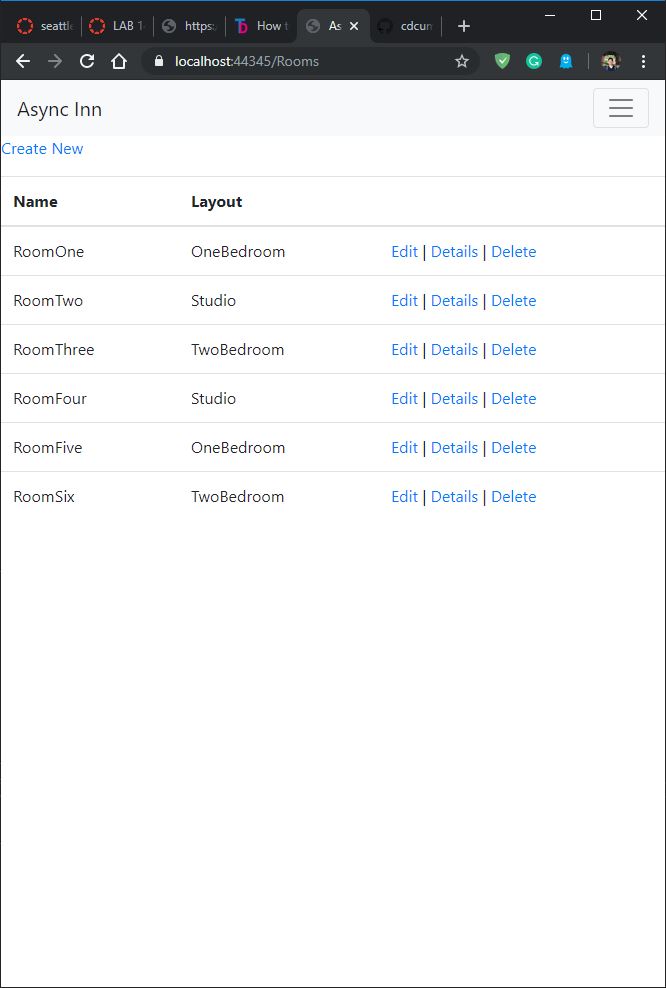 seattle LAB 1 https: How t As cdcum
localhost:44345/Rooms
Async Inn
Create New
Name Layout
RoomOne OneBedroom Edit | Details | Delete
RoomTwo Studio Edit | Details | Delete
RoomThree TwoBedroom Edit | Details | Delete
RoomFour Studio Edit | Details | Delete
RoomFive OneBedroom Edit | Details | Delete
RoomSix TwoBedroom Edit | Details | Delete